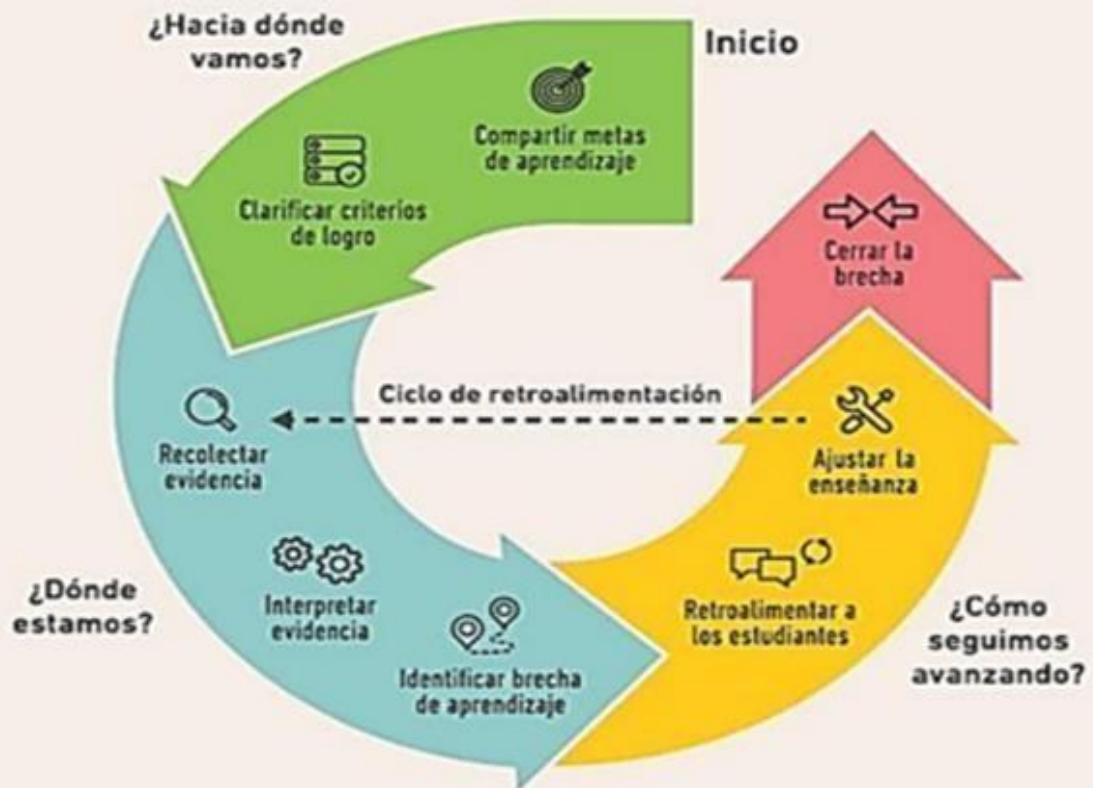 ¿Hacia dónde
vamos?
Inicio
Compartir metas
de aprendizaje
Clarificar criterios
de logro
Cerrar la
brecha
Ciclo de retroalimentación
Recolectar
evidencia
Ajustar la
enseñanza
¿Dónde
estamos?
Interpretar
evidencia
Identificar brecha
de aprendizaje
Retroalimentar a
los estudiantes
¿Cómo
seguimos
avanzando?